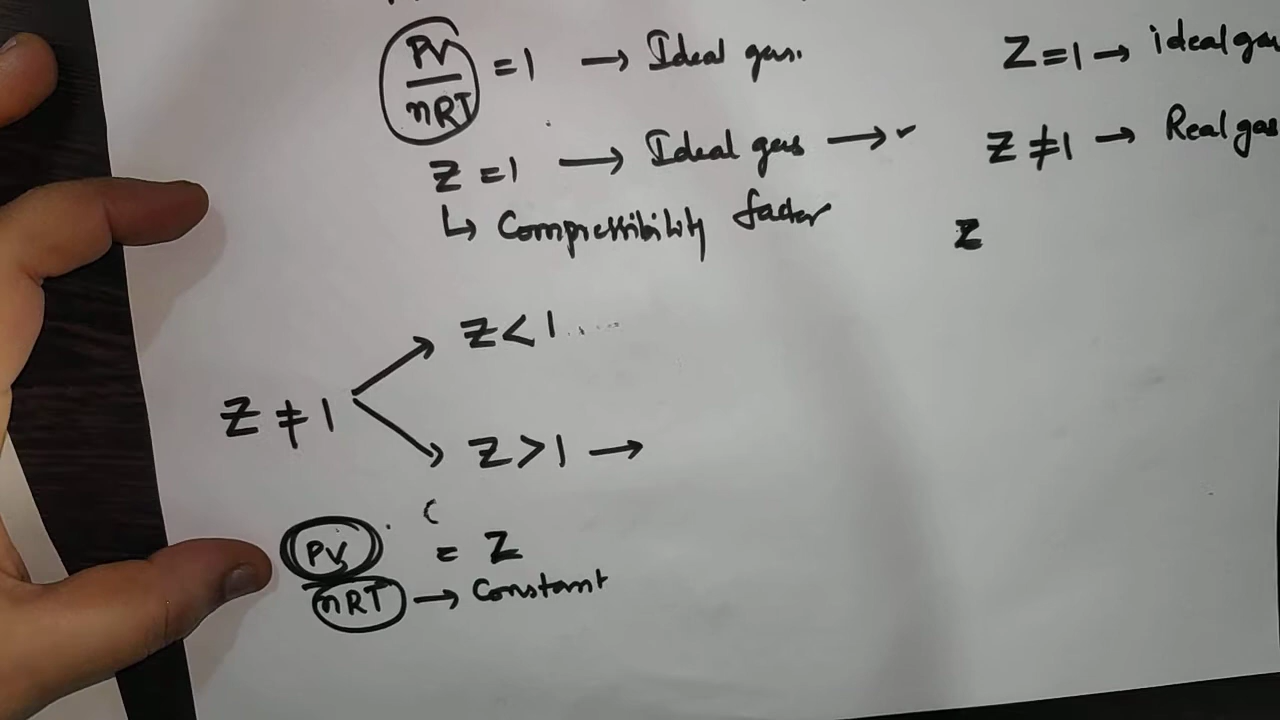 PV
nRT = 1 → Ideal gas.
Z = 1 → Ideal gas →
↳ Compressibility factor
Z = 1 → ideal gas
Z ≠ 1 → Real gas
Z
Z < 1
Z ≠ 1
Z > 1 →
PV = Z
nRT → Constant